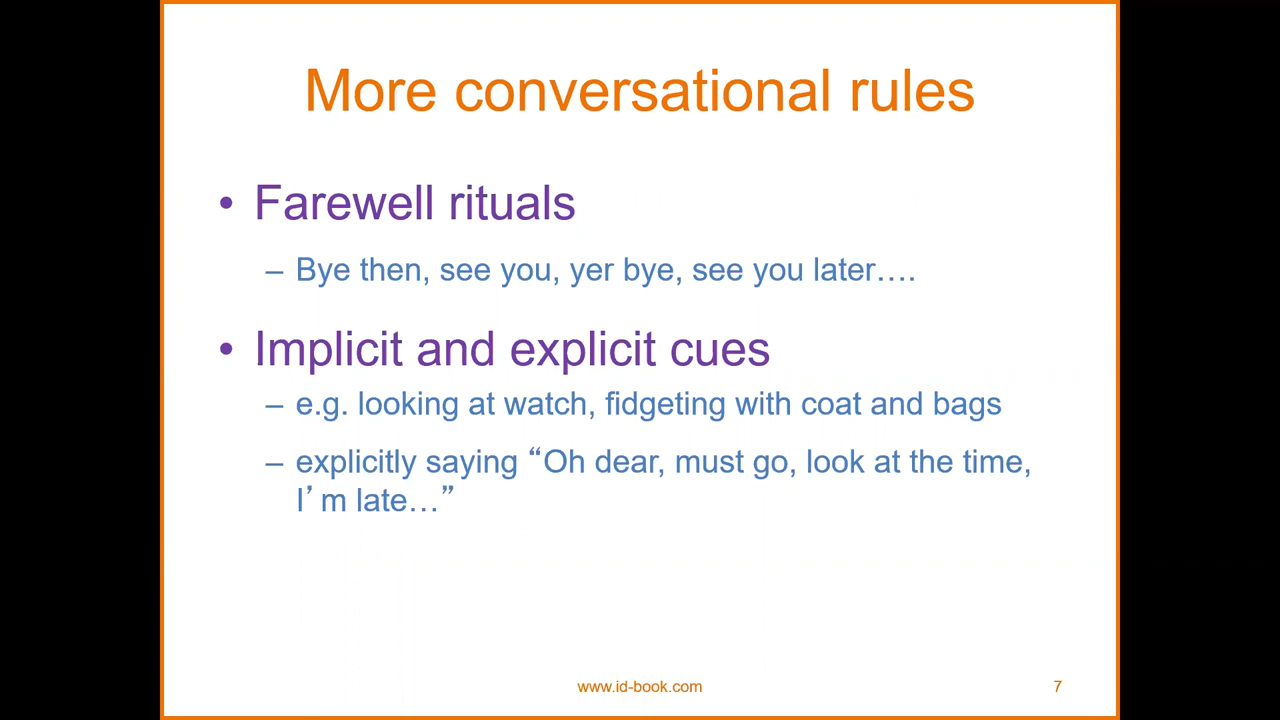 More conversational rules
• Farewell rituals
– Bye then, see you, yer bye, see you later….
• Implicit and explicit cues
– e.g. looking at watch, fidgeting with coat and bags
– explicitly saying “Oh dear, must go, look at the time,
I’m late…”
www.id-book.com
7